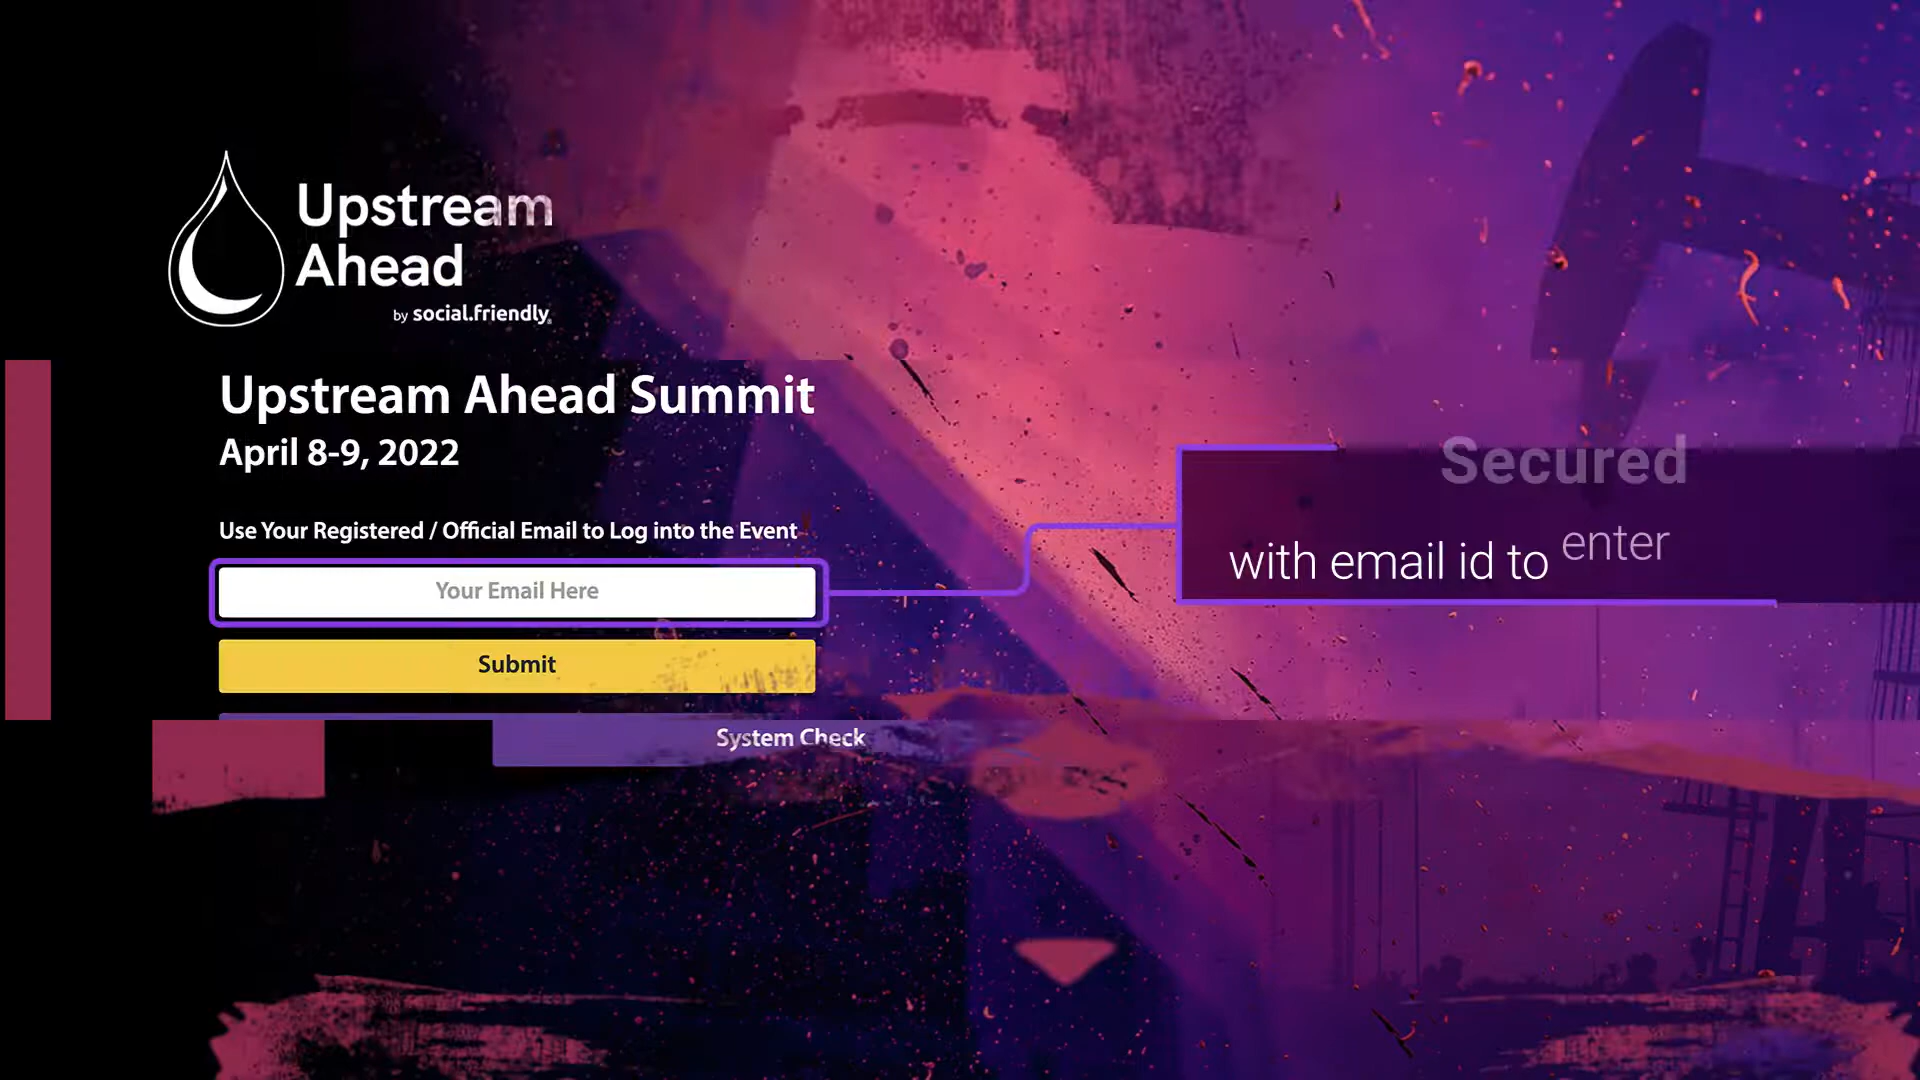 Upstream
Ahead
by social.friendly
Upstream Ahead Summit
April 8-9, 2022
Use Your Registered / Official Email to Log into the Event
Your Email Here
Submit
System Check
Secured
with email id to enter